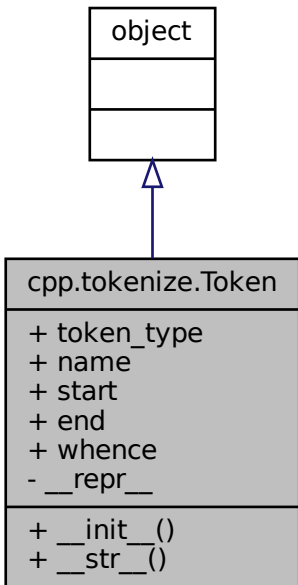 object
cpp.tokenize.Token
+ token_type
+ name
+ start
+ end
+ whence
- __repr__
+ __init__()
+ __str__()